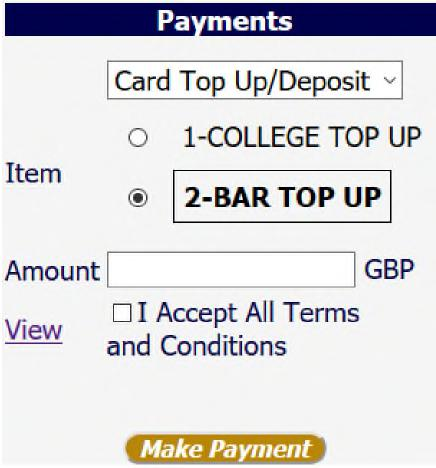 Payments
Card Top Up/Deposit
1-COLLEGE TOP UP
Item
2-BAR TOP UP
Amount GBP
View
I Accept All Terms
and Conditions
Make Payment